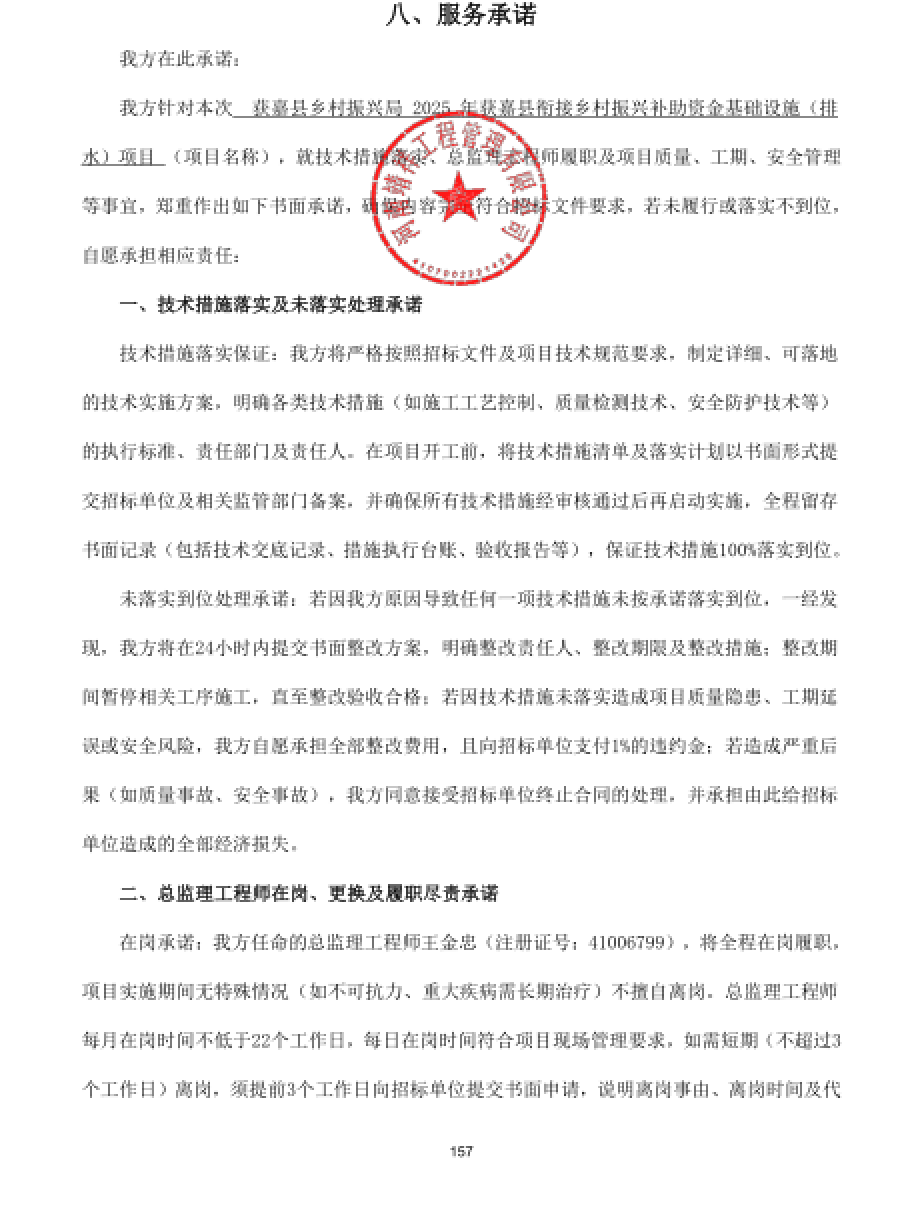 八、服务承诺
我方在此承诺：
我方针对本次 获嘉县乡村振兴局 2025 年获嘉县衔接乡村振兴补助资金基础设施（排
水）项目 （项目名称），就技术措施落实、总监理工程师履职及项目质量、工期、安全管理
等事宜，郑重作出如下书面承诺，确保内容完全符合招标文件要求，若未履行或落实不到位，
自愿承担相应责任：
工程管理有限公司
一、技术措施落实及未落实处理承诺
技术措施落实保证：我方将严格按照招标文件及项目技术规范要求，制定详细、可落地
的技术实施方案，明确各类技术措施（如施工工艺控制、质量检测技术、安全防护技术等）
的执行标准、责任部门及责任人。在项目开工前，将技术措施清单及落实计划以书面形式提
交招标单位及相关监管部门备案，并确保所有技术措施经审核通过后再启动实施，全程留存
书面记录（包括技术交底记录、措施执行台账、验收报告等），保证技术措施100%落实到位。
未落实到位处理承诺：若因我方原因导致任何一项技术措施未按承诺落实到位，一经发
现，我方将在24小时内提交书面整改方案，明确整改责任人、整改期限及整改措施；整改期
间暂停相关工序施工，直至整改验收合格；若因技术措施未落实造成项目质量隐患、工期延
误或安全风险，我方自愿承担全部整改费用，且向招标单位支付1%的违约金；若造成严重后
果（如质量事故、安全事故），我方同意接受招标单位终止合同的处理，并承担由此给招标
单位造成的全部经济损失。
二、总监理工程师在岗、更换及履职尽责承诺
在岗承诺：我方任命的总监理工程师王金忠（注册证号：41006799），将全程在岗履职，
项目实施期间无特殊情况（如不可抗力、重大疾病需长期治疗）不擅自离岗。总监理工程师
每月在岗时间不低于22个工作日，每日在岗时间符合项目现场管理要求，如需短期（不超过3
个工作日）离岗，须提前3个工作日向招标单位提交书面申请，说明离岗事由、离岗时间及代
157